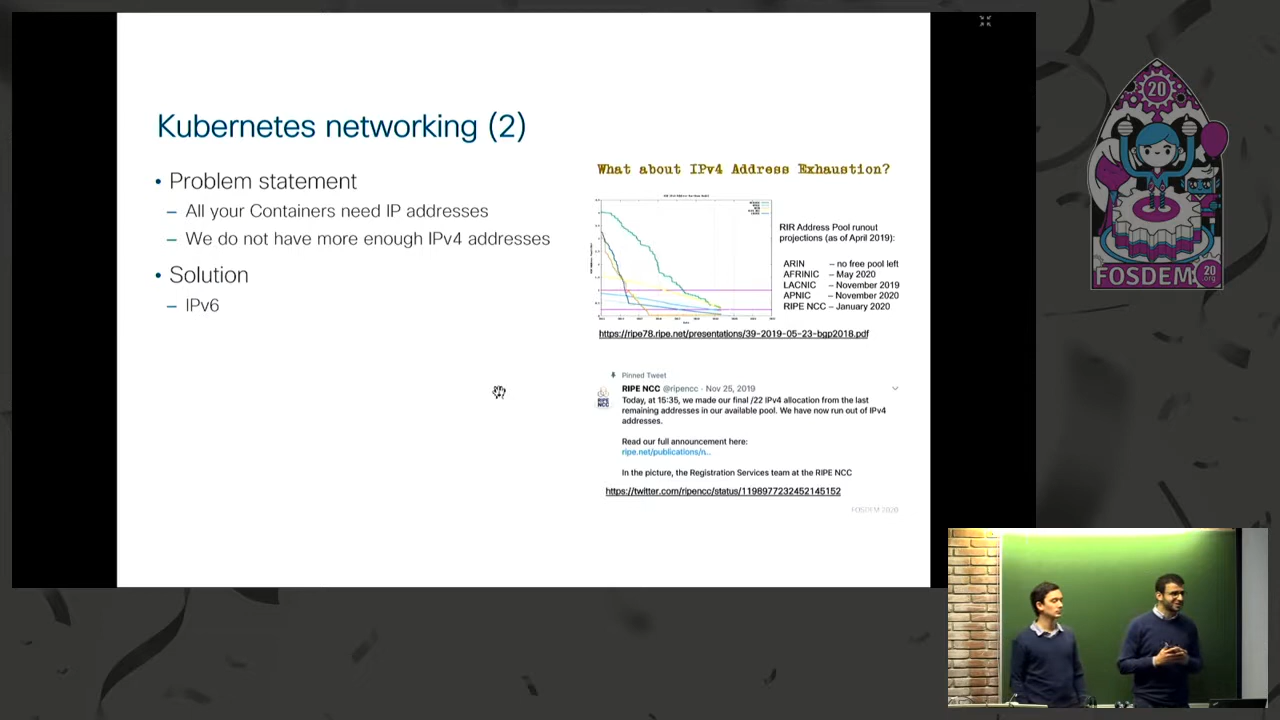 Kubernetes networking (2)
• Problem statement
– All your Containers need IP addresses
– We do not have more enough IPv4 addresses
• Solution
– IPv6
What about IPv4 Address Exhaustion?
RIR Address Pool runout
projections (as of April 2019):
ARIN – no free pool left
AFRINIC – May 2020
LACNIC – November 2019
APNIC – November 2020
RIPE NCC – January 2020
https://ripe78.ripe.net/presentations/39-2019-05-23-bgp2018.pdf
Pinned Tweet
RIPE NCC @ripencc · Nov 25, 2019
Today, at 15:35, we made our final /22 IPv4 allocation from the last
remaining addresses in our available pool. We have now run out of IPv4
addresses.
Read our full announcement here:
ripe.net/publications/n...
In the picture, the Registration Services team at the RIPE NCC
https://twitter.com/ripencc/status/1198977232452145152
FOSDEM 2020
RIPE
NCC
20
FOSDEM
20
.org